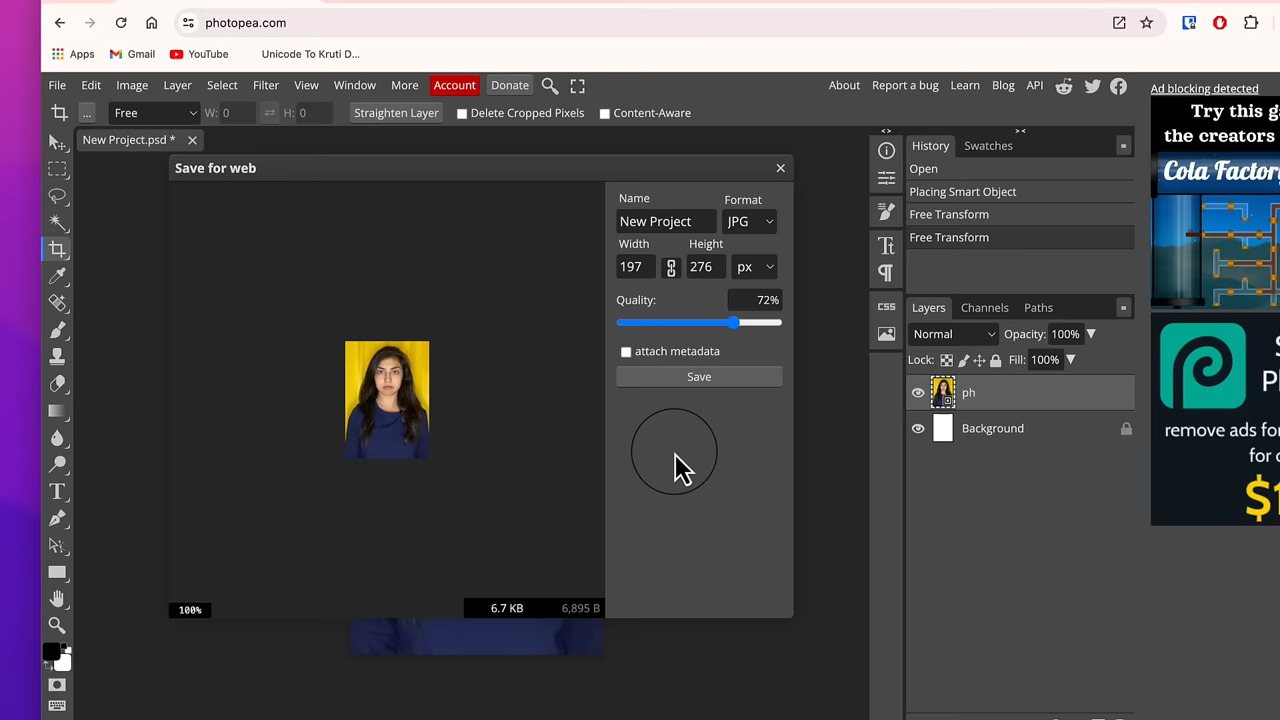 photopea.com
Apps Gmail YouTube Unicode To Kruti D...
File Edit Image Layer Select Filter View Window More Account Donate About Report a bug Learn Blog API
... Free W: 0 H: 0 Straighten Layer Delete Cropped Pixels Content-Aware
Ad blocking detected
New Project.psd *
Save for web
Name Format
New Project JPG
Width Height
197 276 px
Quality: 72%
attach metadata
Save
100% 6.7 KB 6,895 B
<> ><
History Swatches
Open
Placing Smart Object
Free Transform
Free Transform
CSS
Layers Channels Paths
Normal Opacity: 100%
Lock: Fill: 100%
ph
Background
Try this
the creators
Cola
remove ads
for